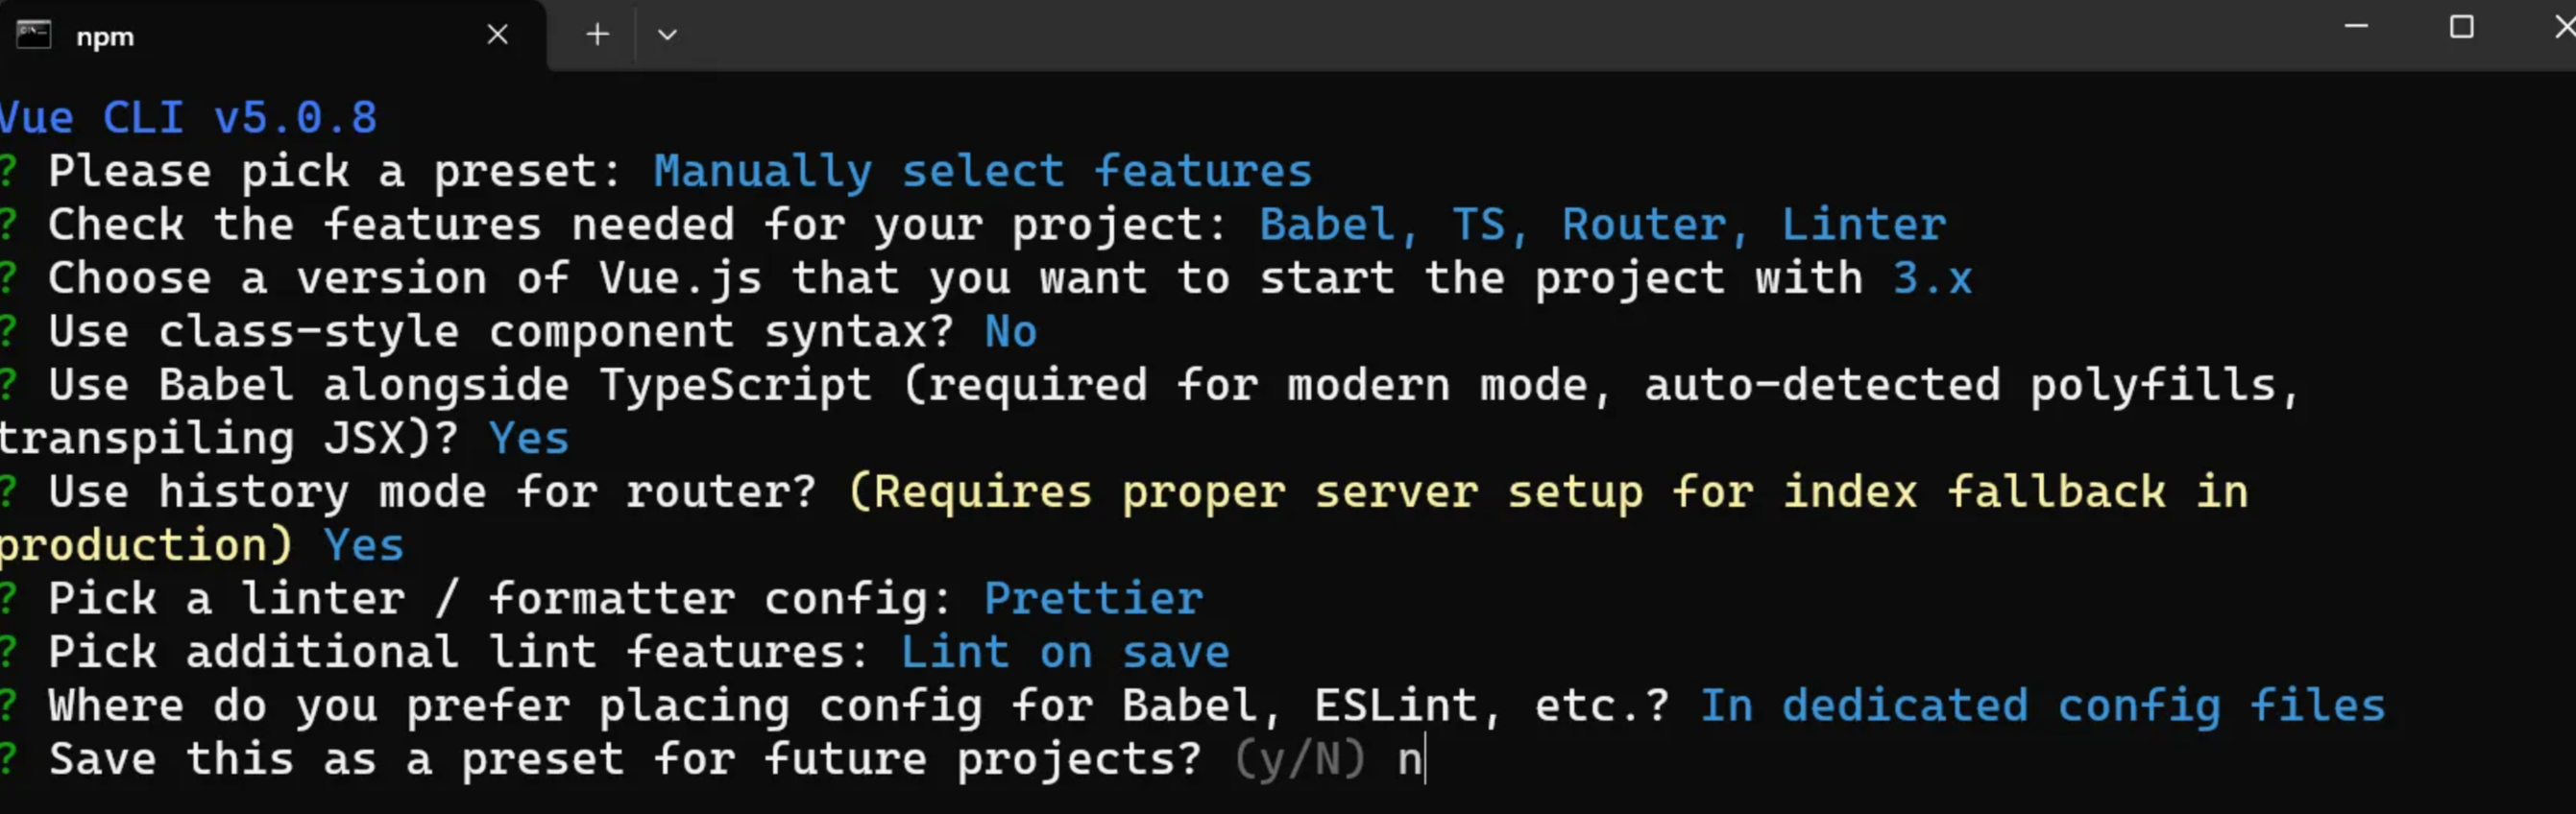 npm
Vue CLI v5.0.8
? Please pick a preset: Manually select features
? Check the features needed for your project: Babel, TS, Router, Linter
? Choose a version of Vue.js that you want to start the project with 3.x
? Use class-style component syntax? No
? Use Babel alongside TypeScript (required for modern mode, auto-detected polyfills,
transpiling JSX)? Yes
? Use history mode for router? (Requires proper server setup for index fallback in
production) Yes
? Pick a linter / formatter config: Prettier
? Pick additional lint features: Lint on save
? Where do you prefer placing config for Babel, ESLint, etc.? In dedicated config files
? Save this as a preset for future projects? (y/N) n